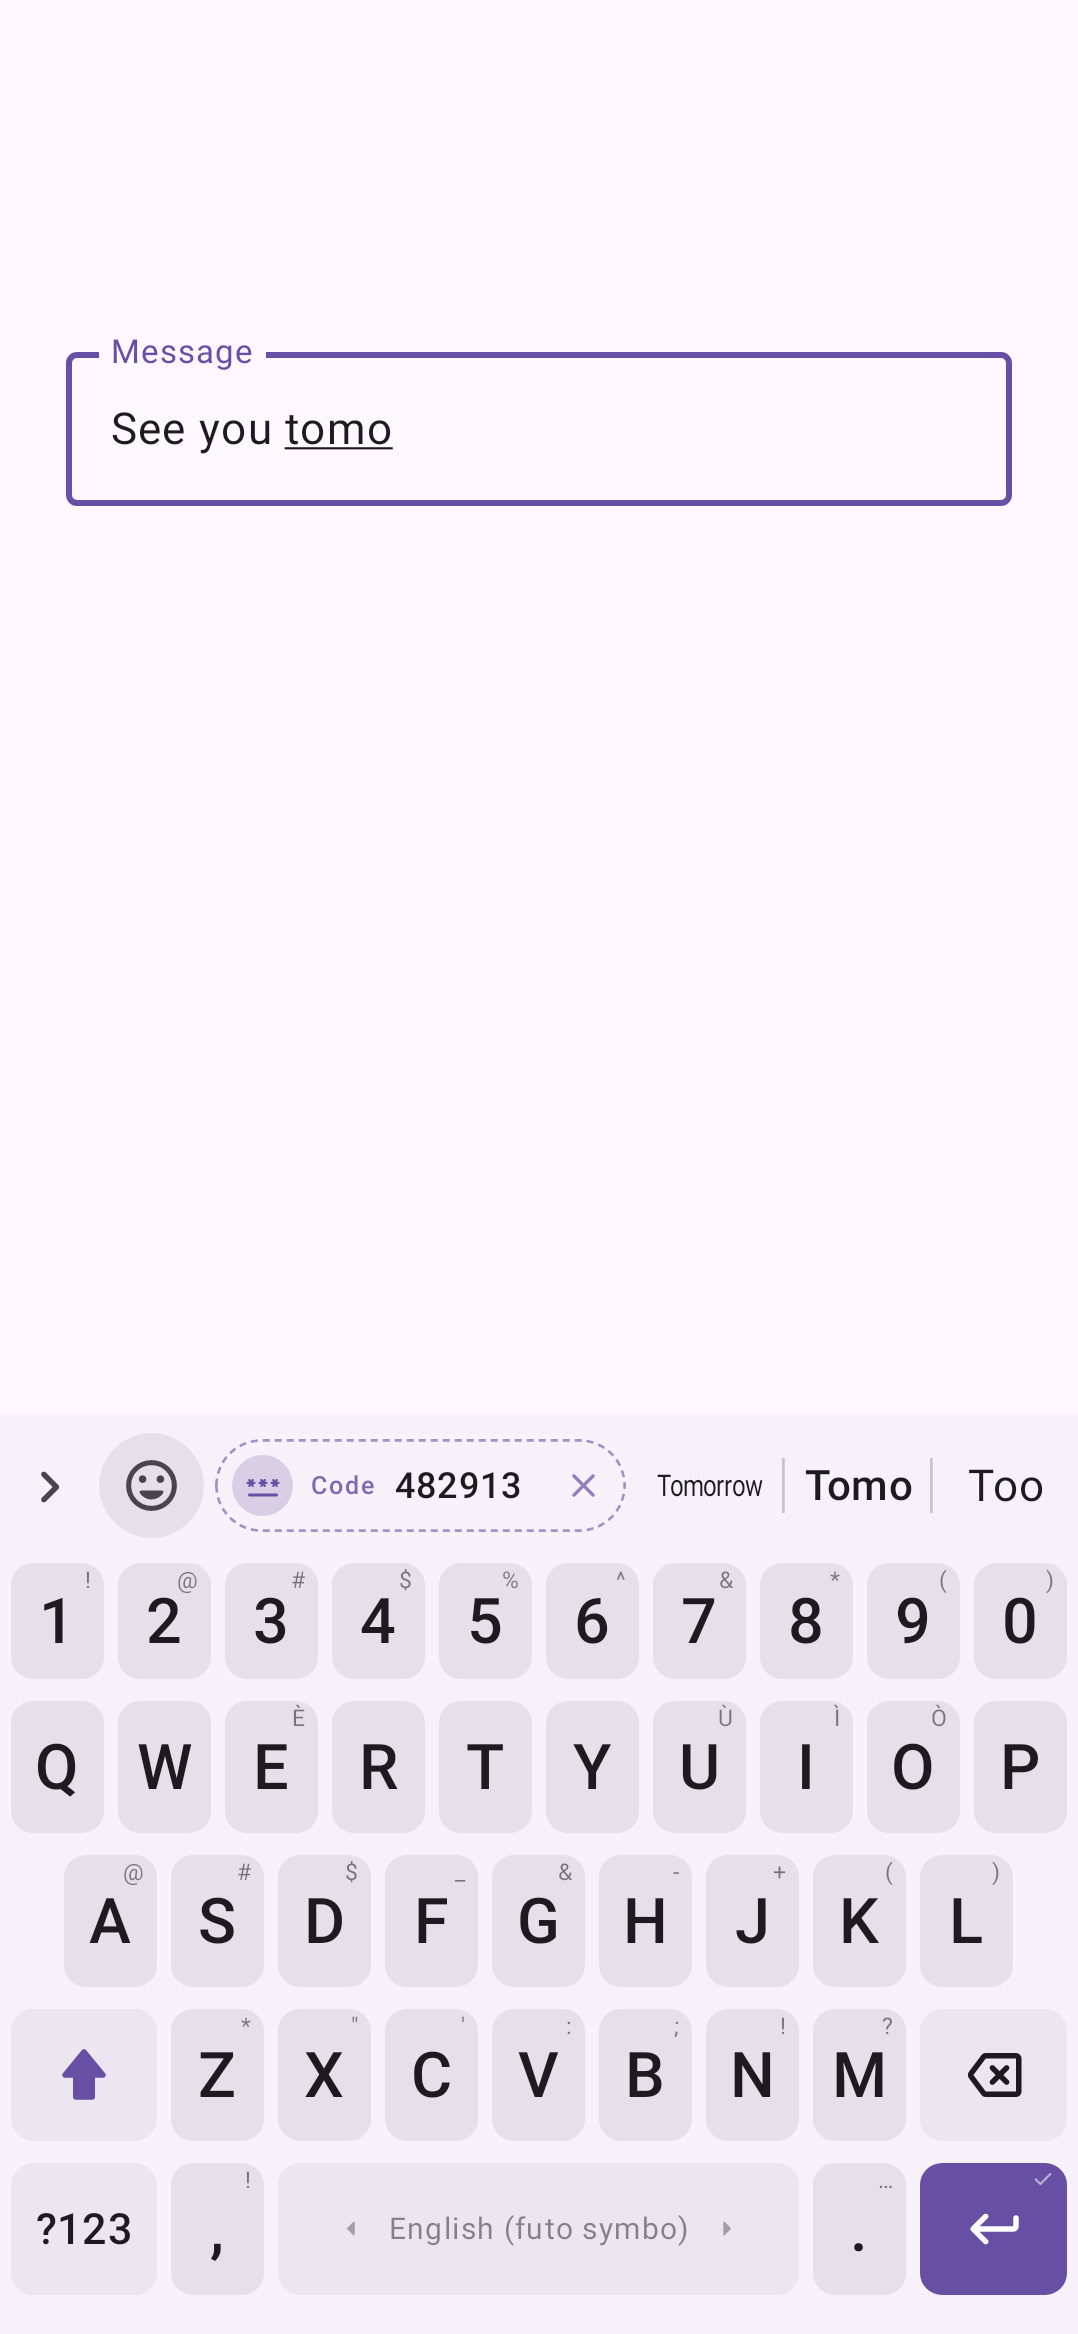 Message
See you tomo
*** Code 482913 Tomorrow Tomo Too
! @ # $ % ^ & * ( )
1 2 3 4 5 6 7 8 9 0
È Ù Ì Ò
Q W E R T Y U I O P
@ # $ _ & - + ( )
A S D F G H J K L
* " ' : ; ! ?
Z X C V B N M
! …
?123 , English (futo symbo) .